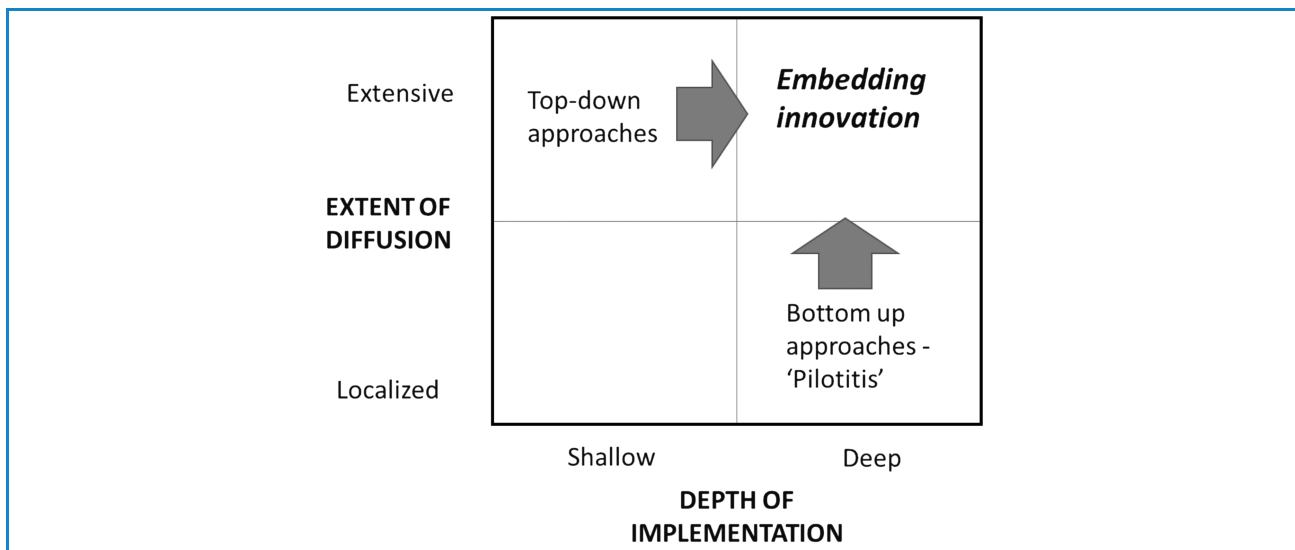 Extensive
Top-down
approaches
Embedding
innovation
EXTENT OF
DIFFUSION
Bottom up
approaches -
‘Pilotitis’
Localized
Shallow
Deep
DEPTH OF
IMPLEMENTATION